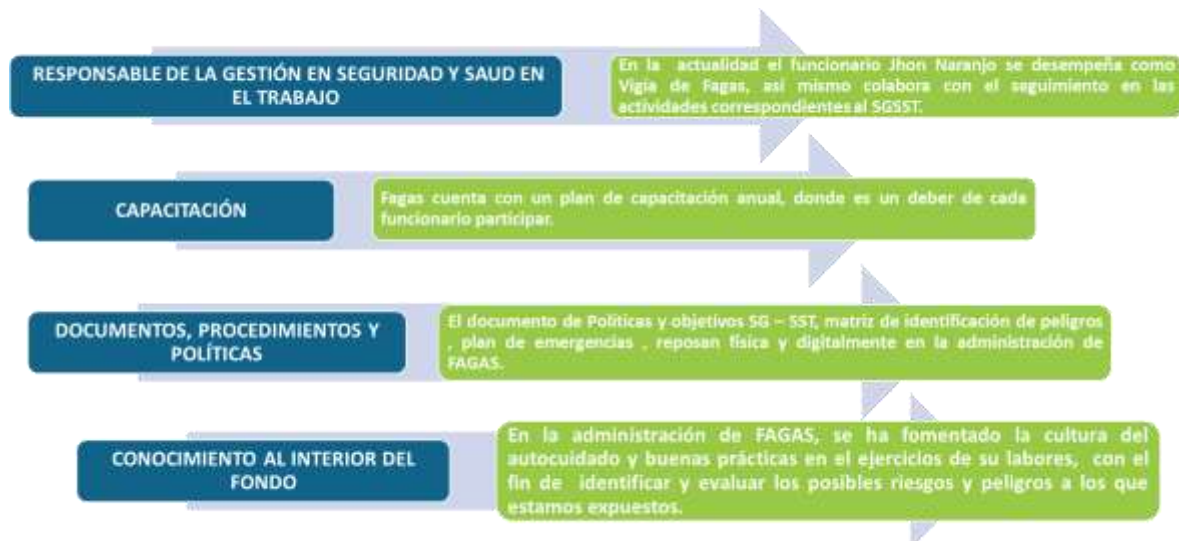 RESPONSABLE DE LA GESTIÓN EN SEGURIDAD Y SAUD EN
EL TRABAJO
En la actualidad el funcionario Jhon Naranjo se desempeña como
Vigía de Fagas, asi mismo colabora con el seguimiento en las
actividades correspondientes al SGSST.
CAPACITACIÓN
Fagas cuenta con un plan de capacitación anual, donde es un deber de cada
funcionario participar.
DOCUMENTOS, PROCEDIMIENTOS Y
POLÍTICAS
El documento de Políticas y objetivos SG – SST, matriz de identificación de peligros
, plan de emergencias , reposan física y digitalmente en la administración de
FAGAS.
CONOCIMIENTO AL INTERIOR DEL
FONDO
En la administración de FAGAS, se ha fomentado la cultura del
autocuidado y buenas prácticas en el ejercicios de su labores, con el
fin de identificar y evaluar los posibles riesgos y peligros a los que
estamos expuestos.